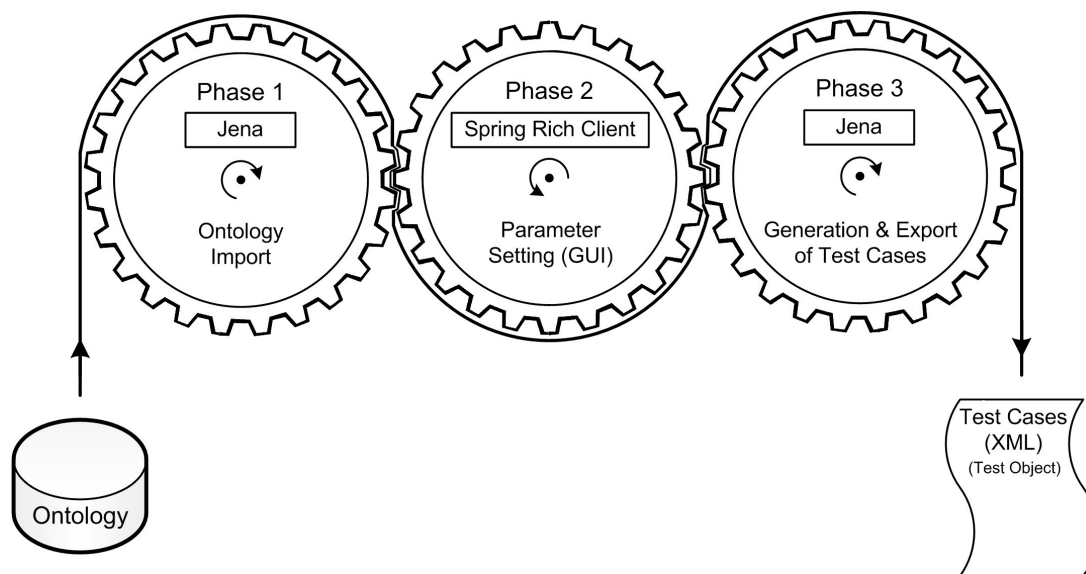 Phase 1
Jena
Ontology
Import
Phase 2
Spring Rich Client
Parameter
Setting (GUI)
Phase 3
Jena
Generation & Export
of Test Cases
Ontology
Test Cases
(XML)
(Test Object)